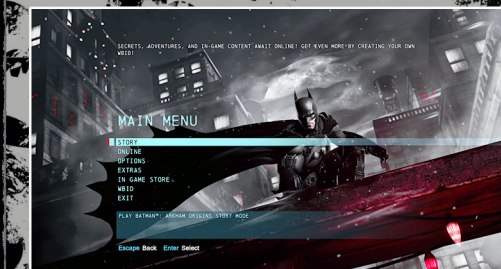 SECRETS, ADVENTURES, AND IN-GAME CONTENT AWAIT ONLINE! GET EVEN MORE BY CREATING YOUR OWN
WBID!
MAIN MENU
STORY
ONLINE
OPTIONS
EXTRAS
IN GAME STORE
WBID
EXIT
PLAY BATMAN™: ARKHAM ORIGINS STORY MODE
Escape Back Enter Select